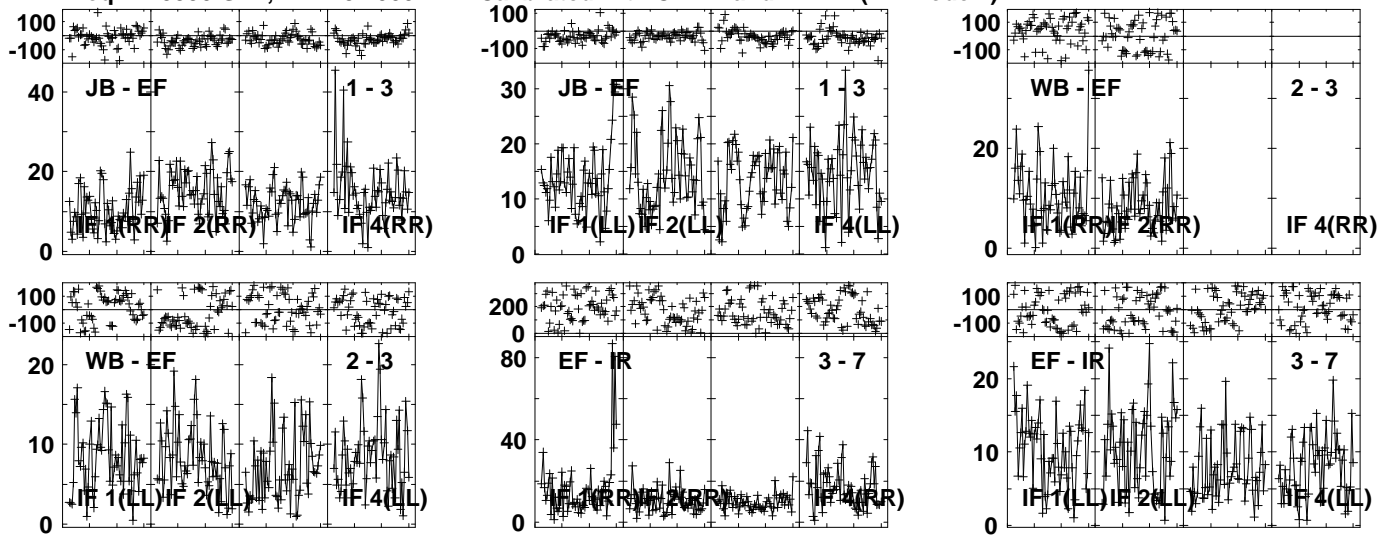 100 100 100
-100 -100 -100
JB - EF 1 - 3 JB - EF 1 - 3 WB - EF 2 - 3
40 30
20 20 20
10
IF 1(RR) IF 2(RR) IF 4(RR) IF 1(LL) IF 2(LL) IF 4(LL) IF 1(RR) IF 2(RR) IF 4(RR)
0 0 0
100 200 100
-100 0 -100
WB - EF 2 - 3 EF - IR 3 - 7 EF - IR 3 - 7
20 80 20
10 40 10
20
IF 1(LL) IF 2(LL) IF 4(LL) IF 1(RR) IF 2(RR) IF 4(RR) IF 1(LL) IF 2(LL) IF 4(LL)
0 0 0